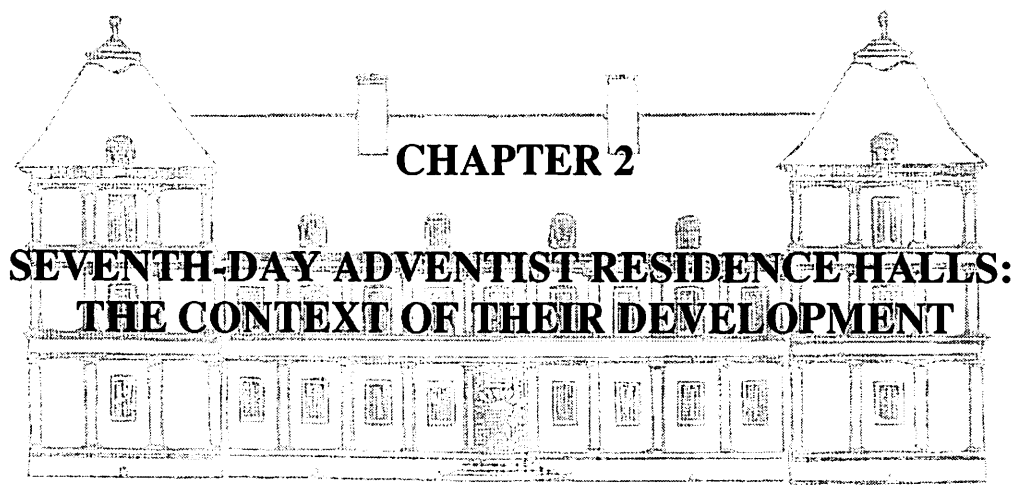 CHAPTER 2
SEVENTH-DAY ADVENTIST RESIDENCE HALLS:
THE CONTEXT OF THEIR DEVELOPMENT